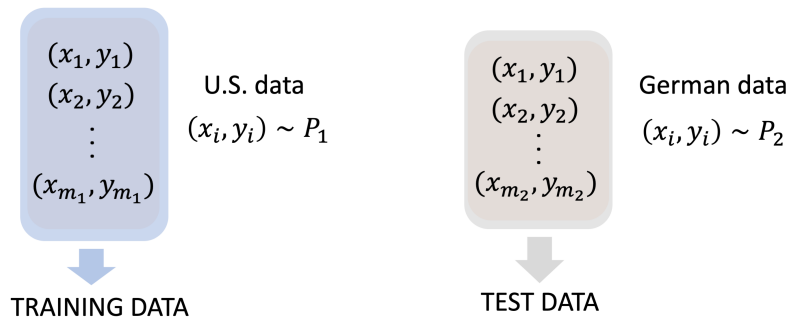 (x₁, y₁)
(x₂, y₂)
⋮
(xₘ₁, yₘ₁)
U.S. data
(xᵢ, yᵢ) ~ P₁
TRAINING DATA
(x₁, y₁)
(x₂, y₂)
⋮
(xₘ₂, yₘ₂)
German data
(xᵢ, yᵢ) ~ P₂
TEST DATA